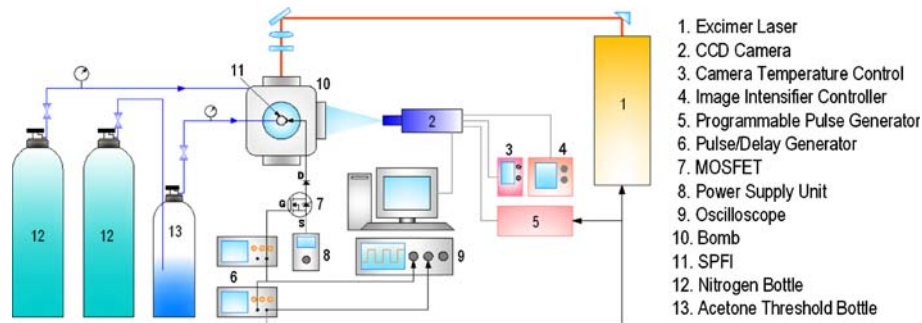 11
10
1
2
3
4
D
G
7
S
12
12
13
5
8
9
6
1. Excimer Laser
2. CCD Camera
3. Camera Temperature Control
4. Image Intensifier Controller
5. Programmable Pulse Generator
6. Pulse/Delay Generator
7. MOSFET
8. Power Supply Unit
9. Oscilloscope
10. Bomb
11. SPFI
12. Nitrogen Bottle
13. Acetone Threshold Bottle